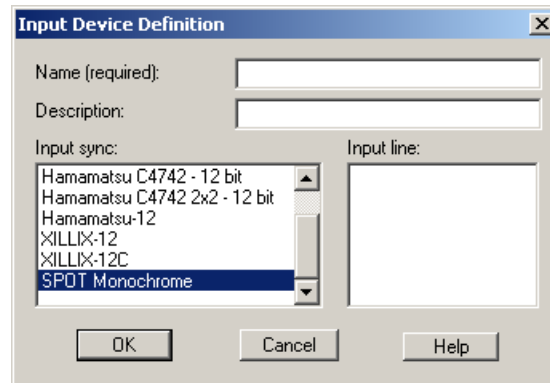 Input Device Definition
Name (required):
Description:
Input sync:
Input line:
Hamamatsu C4742 - 12 bit
Hamamatsu C4742 2x2 - 12 bit
Hamamatsu-12
XILLIX-12
XILLIX-12C
SPOT Monochrome
OK
Cancel
Help